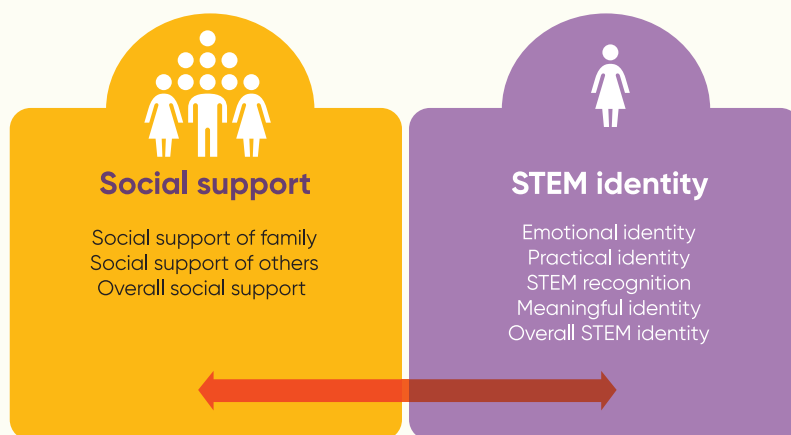 Social support
Social support of family
Social support of others
Overall social support
STEM identity
Emotional identity
Practical identity
STEM recognition
Meaningful identity
Overall STEM identity